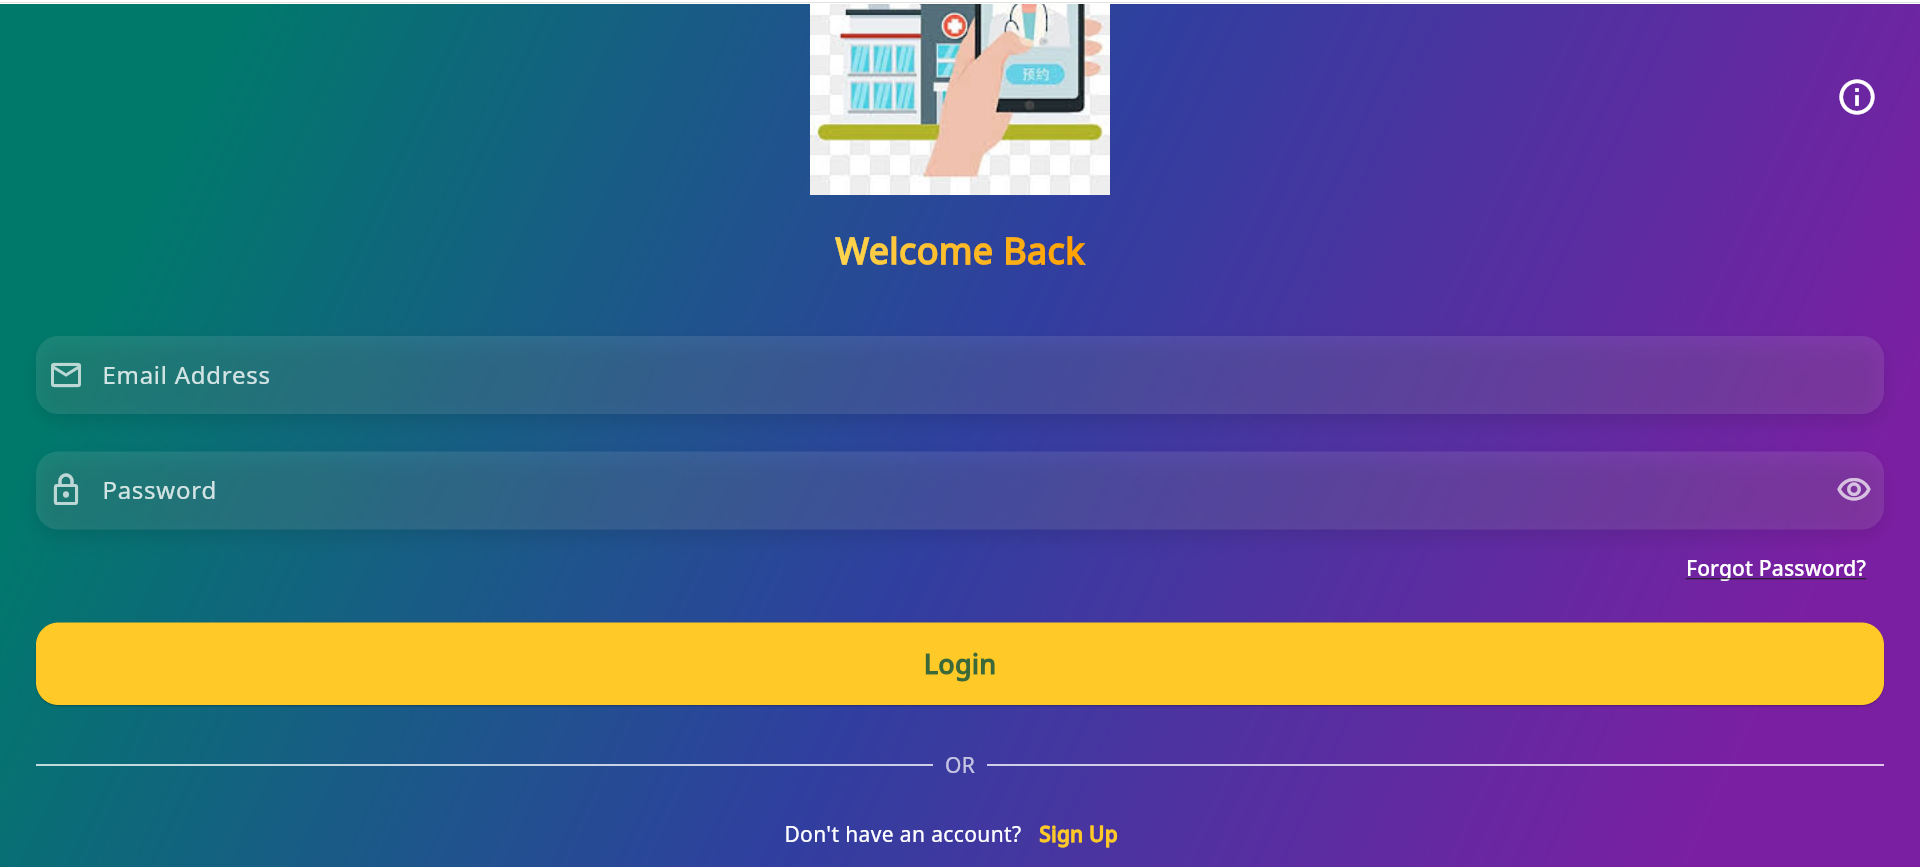 预约
Welcome Back
Email Address
Password
Forgot Password?
Login
OR
Don't have an account? Sign Up